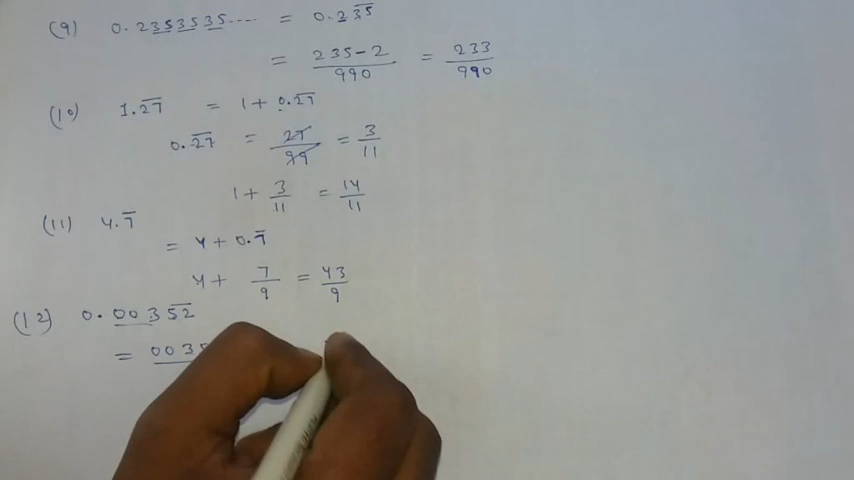 (9) 0.2353535.... = 0.23̅5̅
= 235-2/990 = 233/990
(10) 1.2̅7̅ = 1+0.2̅7̅
0.2̅7̅ = 27/99 = 3/11
1+ 3/11 = 14/11
(11) 4.7̅
= 4+0.7̅
4+ 7/9 = 43/9
(12) 0.0035̅2̅
= 0035